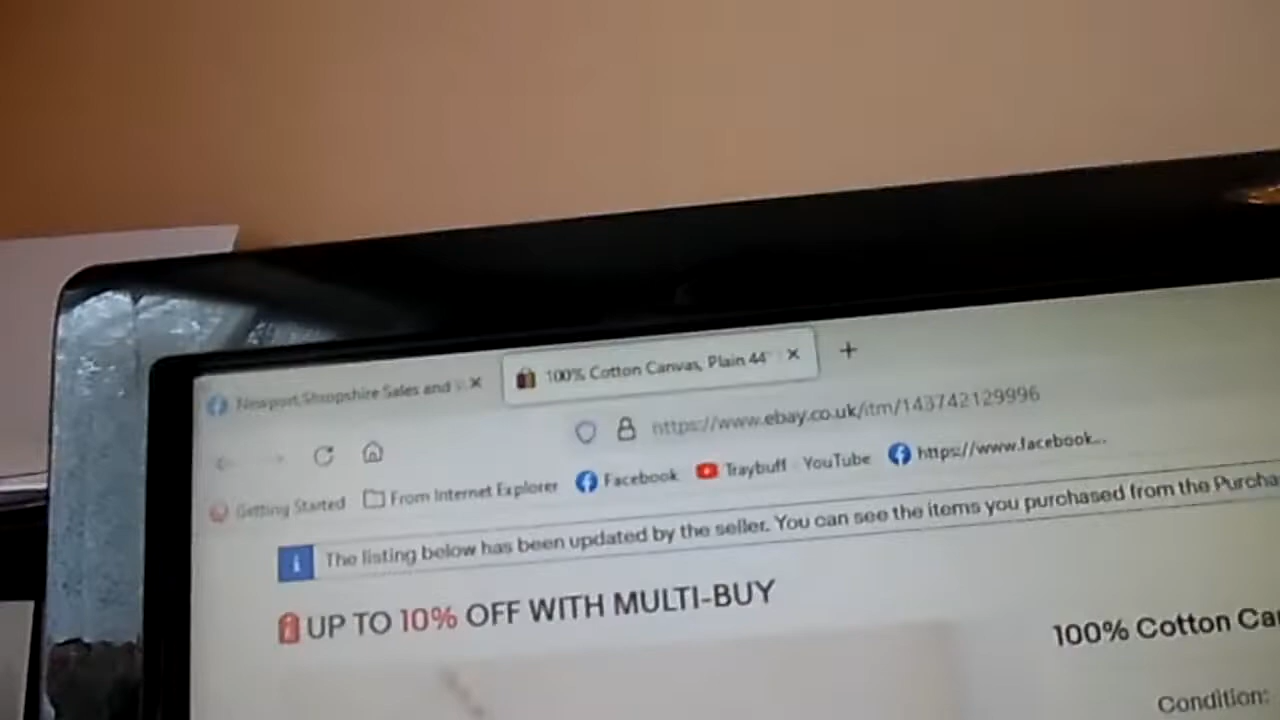 Newport Shropshire Sales and
100% Cotton Canvas, Plain 44"
https://www.ebay.co.uk/itm/143742129996
Getting Started From Internet Explorer Facebook Traybuff - YouTube https://www.facebook...
The listing below has been updated by the seller. You can see the items you purchased from the Purcha
UP TO 10% OFF WITH MULTI-BUY
100% Cotton Ca
Condition: